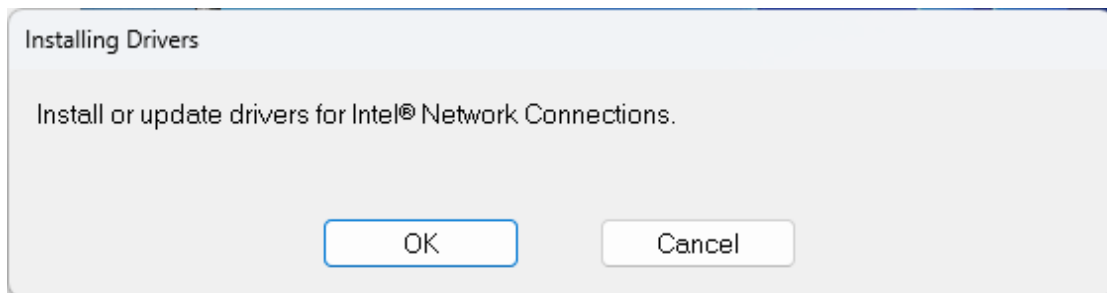 Installing Drivers
Install or update drivers for Intel® Network Connections.
OK
Cancel